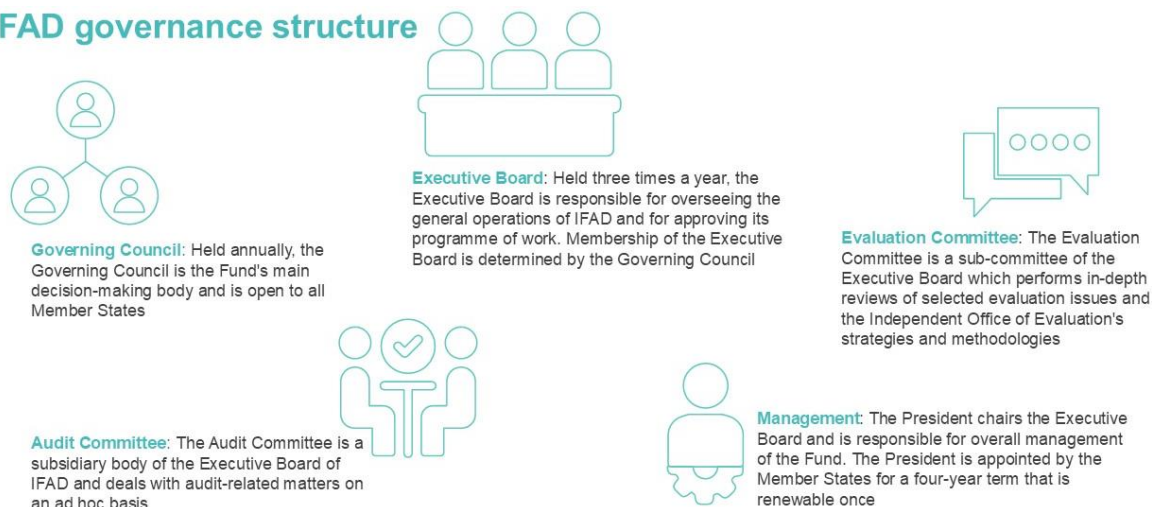 FAD governance structure
Governing Council: Held annually, the
Governing Council is the Fund's main
decision-making body and is open to all
Member States
Executive Board: Held three times a year, the
Executive Board is responsible for overseeing the
general operations of IFAD and for approving its
programme of work. Membership of the Executive
Board is determined by the Governing Council
Evaluation Committee: The Evaluation
Committee is a sub-committee of the
Executive Board which performs in-depth
reviews of selected evaluation issues and
the Independent Office of Evaluation's
strategies and methodologies
Audit Committee: The Audit Committee is a
subsidiary body of the Executive Board of
IFAD and deals with audit-related matters on
an ad hoc basis
Management: The President chairs the Executive
Board and is responsible for overall management
of the Fund. The President is appointed by the
Member States for a four-year term that is
renewable once